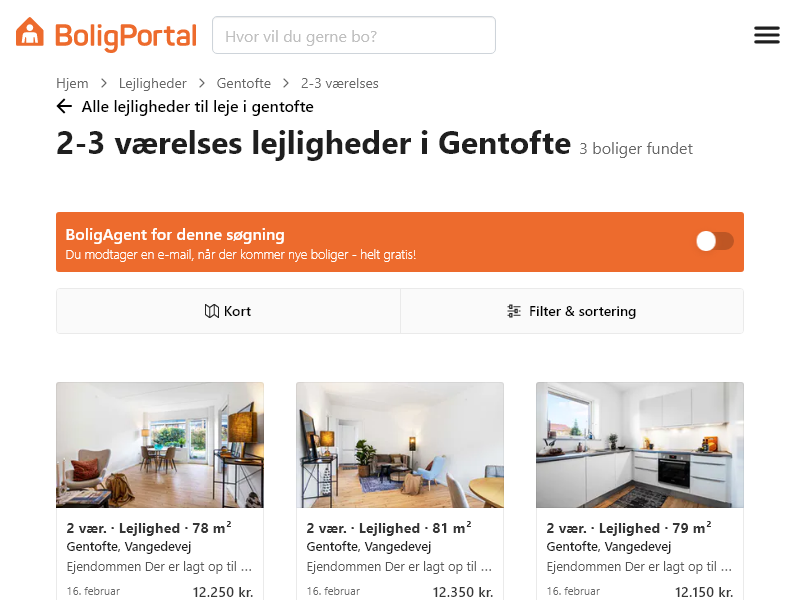 BoligPortal
Hvor vil du gerne bo?
Hjem > Lejligheder > Gentofte > 2-3 værelses
Alle lejligheder til leje i gentofte
2-3 værelses lejligheder i Gentofte 3 boliger fundet
BoligAgent for denne søgning
Du modtager en e-mail, når der kommer nye boliger - helt gratis!
Kort
Filter & sortering
2 vær. · Lejlighed · 78 m²
Gentofte, Vangedevej
Ejendommen Der er lagt op til ...
16. februar 12.250 kr.
2 vær. · Lejlighed · 81 m²
Gentofte, Vangedevej
Ejendommen Der er lagt op til ...
16. februar 12.350 kr.
2 vær. · Lejlighed · 79 m²
Gentofte, Vangedevej
Ejendommen Der er lagt op til ...
16. februar 12.150 kr.